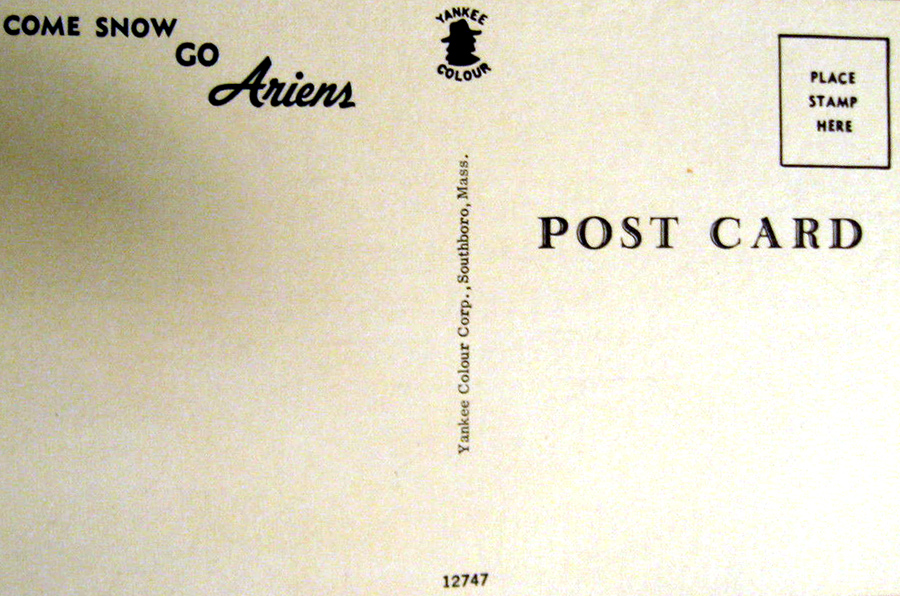 COME SNOW
GO
Ariens
YANKEE
COLOUR
PLACE
STAMP
HERE
Yankee Colour Corp., Southboro, Mass.
POST CARD
12747